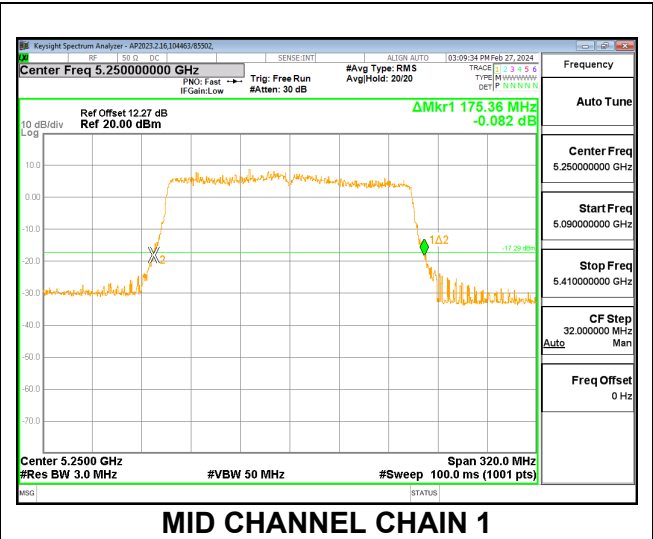 Keysight Spectrum Analyzer - AP2023.2.16,104463/85502,
RF 50 Ω DC SENSE:INT ALIGN AUTO 03:09:34 PM Feb 27, 2024
Center Freq 5.250000000 GHz
PNO: Fast
IFGain:Low
Trig: Free Run
#Atten: 30 dB
#Avg Type: RMS
Avg|Hold: 20/20
TRACE 1 2 3 4 5 6
TYPE M WWWWW
DET P N N N N N
Ref Offset 12.27 dB
10 dB/div Ref 20.00 dBm
Log
ΔMkr1 175.36 MHz
-0.082 dB
10.0
0.00
-10.0
-20.0
-30.0
-40.0
-50.0
-60.0
-70.0
1Δ2
-17.29 dBm
2
Center 5.2500 GHz Span 320.0 MHz
#Res BW 3.0 MHz #VBW 50 MHz #Sweep 100.0 ms (1001 pts)
MSG STATUS
Frequency
Auto Tune
Center Freq
5.250000000 GHz
Start Freq
5.090000000 GHz
Stop Freq
5.410000000 GHz
CF Step
32.000000 MHz
Auto Man
Freq Offset
0 Hz
MID CHANNEL CHAIN 1